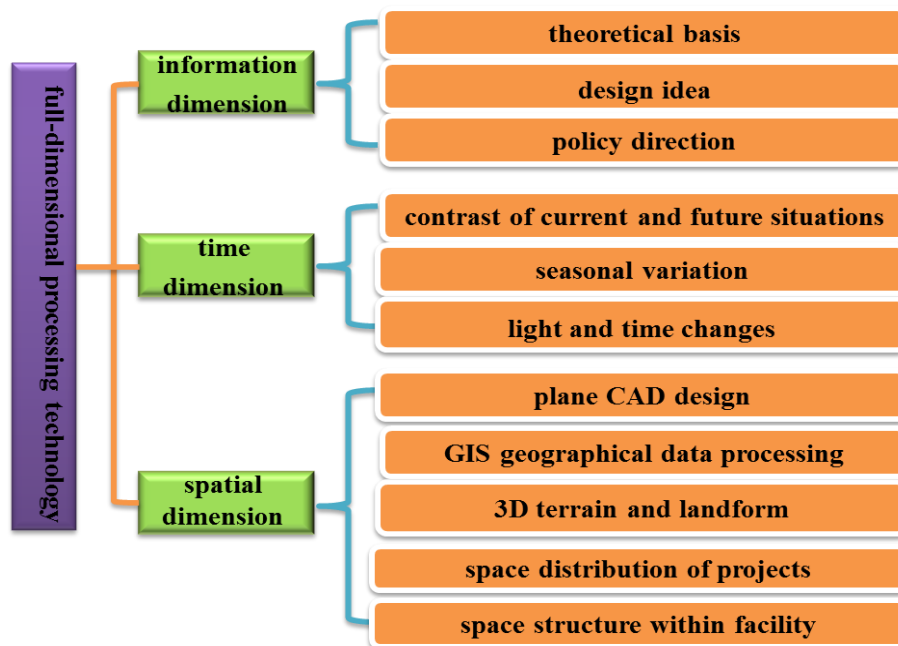 full-dimensional processing technology
information
dimension
theoretical basis
design idea
policy direction
time
dimension
contrast of current and future situations
seasonal variation
light and time changes
spatial
dimension
plane CAD design
GIS geographical data processing
3D terrain and landform
space distribution of projects
space structure within facility